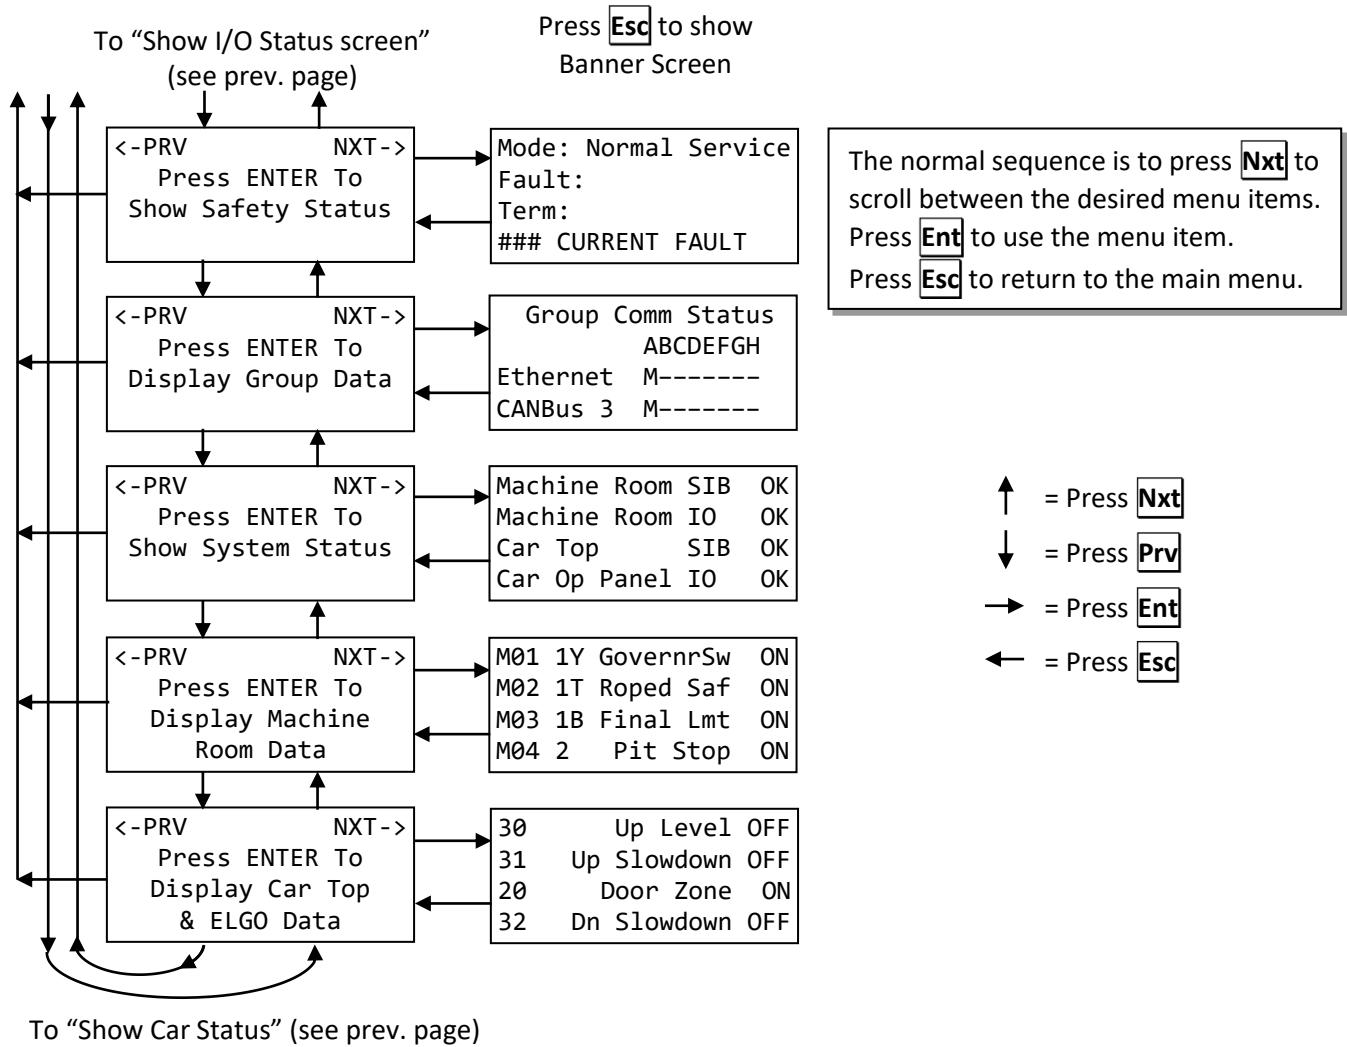 To “Show I/O Status screen”
(see prev. page)
Press Esc to show
Banner Screen
<-PRV NXT->
Press ENTER To
Show Safety Status
Mode: Normal Service
Fault:
Term:
### CURRENT FAULT
The normal sequence is to press Nxt to
scroll between the desired menu items.
Press Ent to use the menu item.
Press Esc to return to the main menu.
<-PRV NXT->
Press ENTER To
Display Group Data
Group Comm Status
ABCDEFGH
Ethernet M-------
CANBus 3 M-------
<-PRV NXT->
Press ENTER To
Show System Status
Machine Room SIB OK
Machine Room IO OK
Car Top SIB OK
Car Op Panel IO OK
= Press Nxt
= Press Prv
= Press Ent
= Press Esc
<-PRV NXT->
Press ENTER To
Display Machine
Room Data
M01 1Y GovernrSw ON
M02 1T Roped Saf ON
M03 1B Final Lmt ON
M04 2 Pit Stop ON
<-PRV NXT->
Press ENTER To
Display Car Top
& ELGO Data
30 Up Level OFF
31 Up Slowdown OFF
20 Door Zone ON
32 Dn Slowdown OFF
To “Show Car Status” (see prev. page)